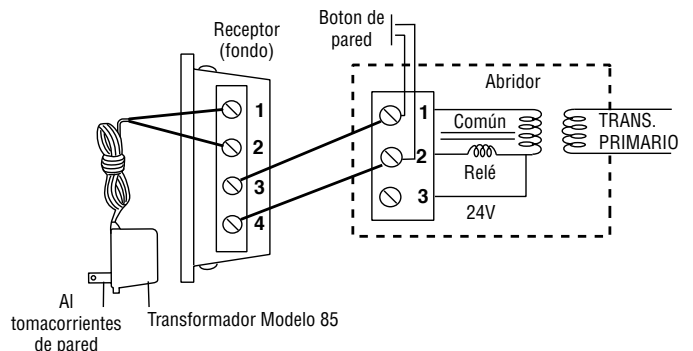 Receptor
(fondo)
Boton de
pared
Abridor
1
2
3
4
1
2
3
Común
Relé
24V
TRANS.
PRIMARIO
Al
tomacorrientes
de pared
Transformador Modelo 85